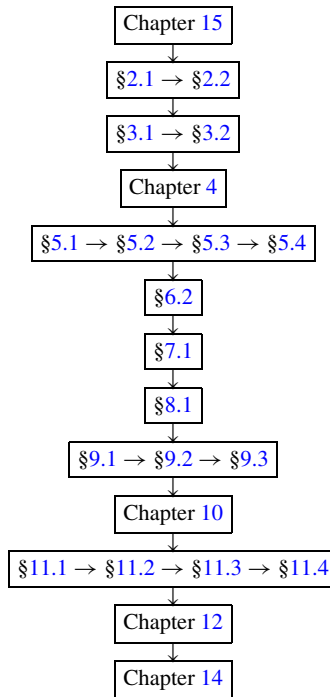 Chapter 15
§2.1 → §2.2
§3.1 → §3.2
Chapter 4
§5.1 → §5.2 → §5.3 → §5.4
§6.2
§7.1
§8.1
§9.1 → §9.2 → §9.3
Chapter 10
§11.1 → §11.2 → §11.3 → §11.4
Chapter 12
Chapter 14